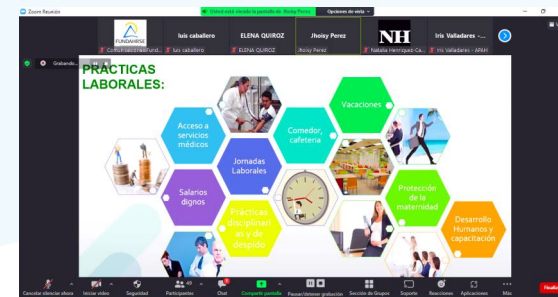 Zoom Reunión
Usted está viendo la pantalla de Jhoisy Perez
Opciones de vista
FUNDAHRSE
luis caballero
ELENA QUIROZ
Jhoisy Perez
NH
Iris Valladares -...
luis caballero
ELENA QUIROZ
Jhoisy Perez
Iris Valladares - APAH
Grabando...
PRÁCTICAS
LABORALES:
Vacaciones
Acceso a
servicios
médicos
Comedor,
cafeteria
Jornadas
Laborales
Salarios
dignos
Protección
de la
maternidad
Prácticas
disciplinari
as y de
despido
Desarrollo
Humanos y
capacitación
Cancelar silenciar ahora
Iniciar video
Seguridad
Participantes
Chat
Compartir pantalla
Pausar/detener grabación
Sección de Grupos
Soporte
Reacciones
Aplicaciones
Más